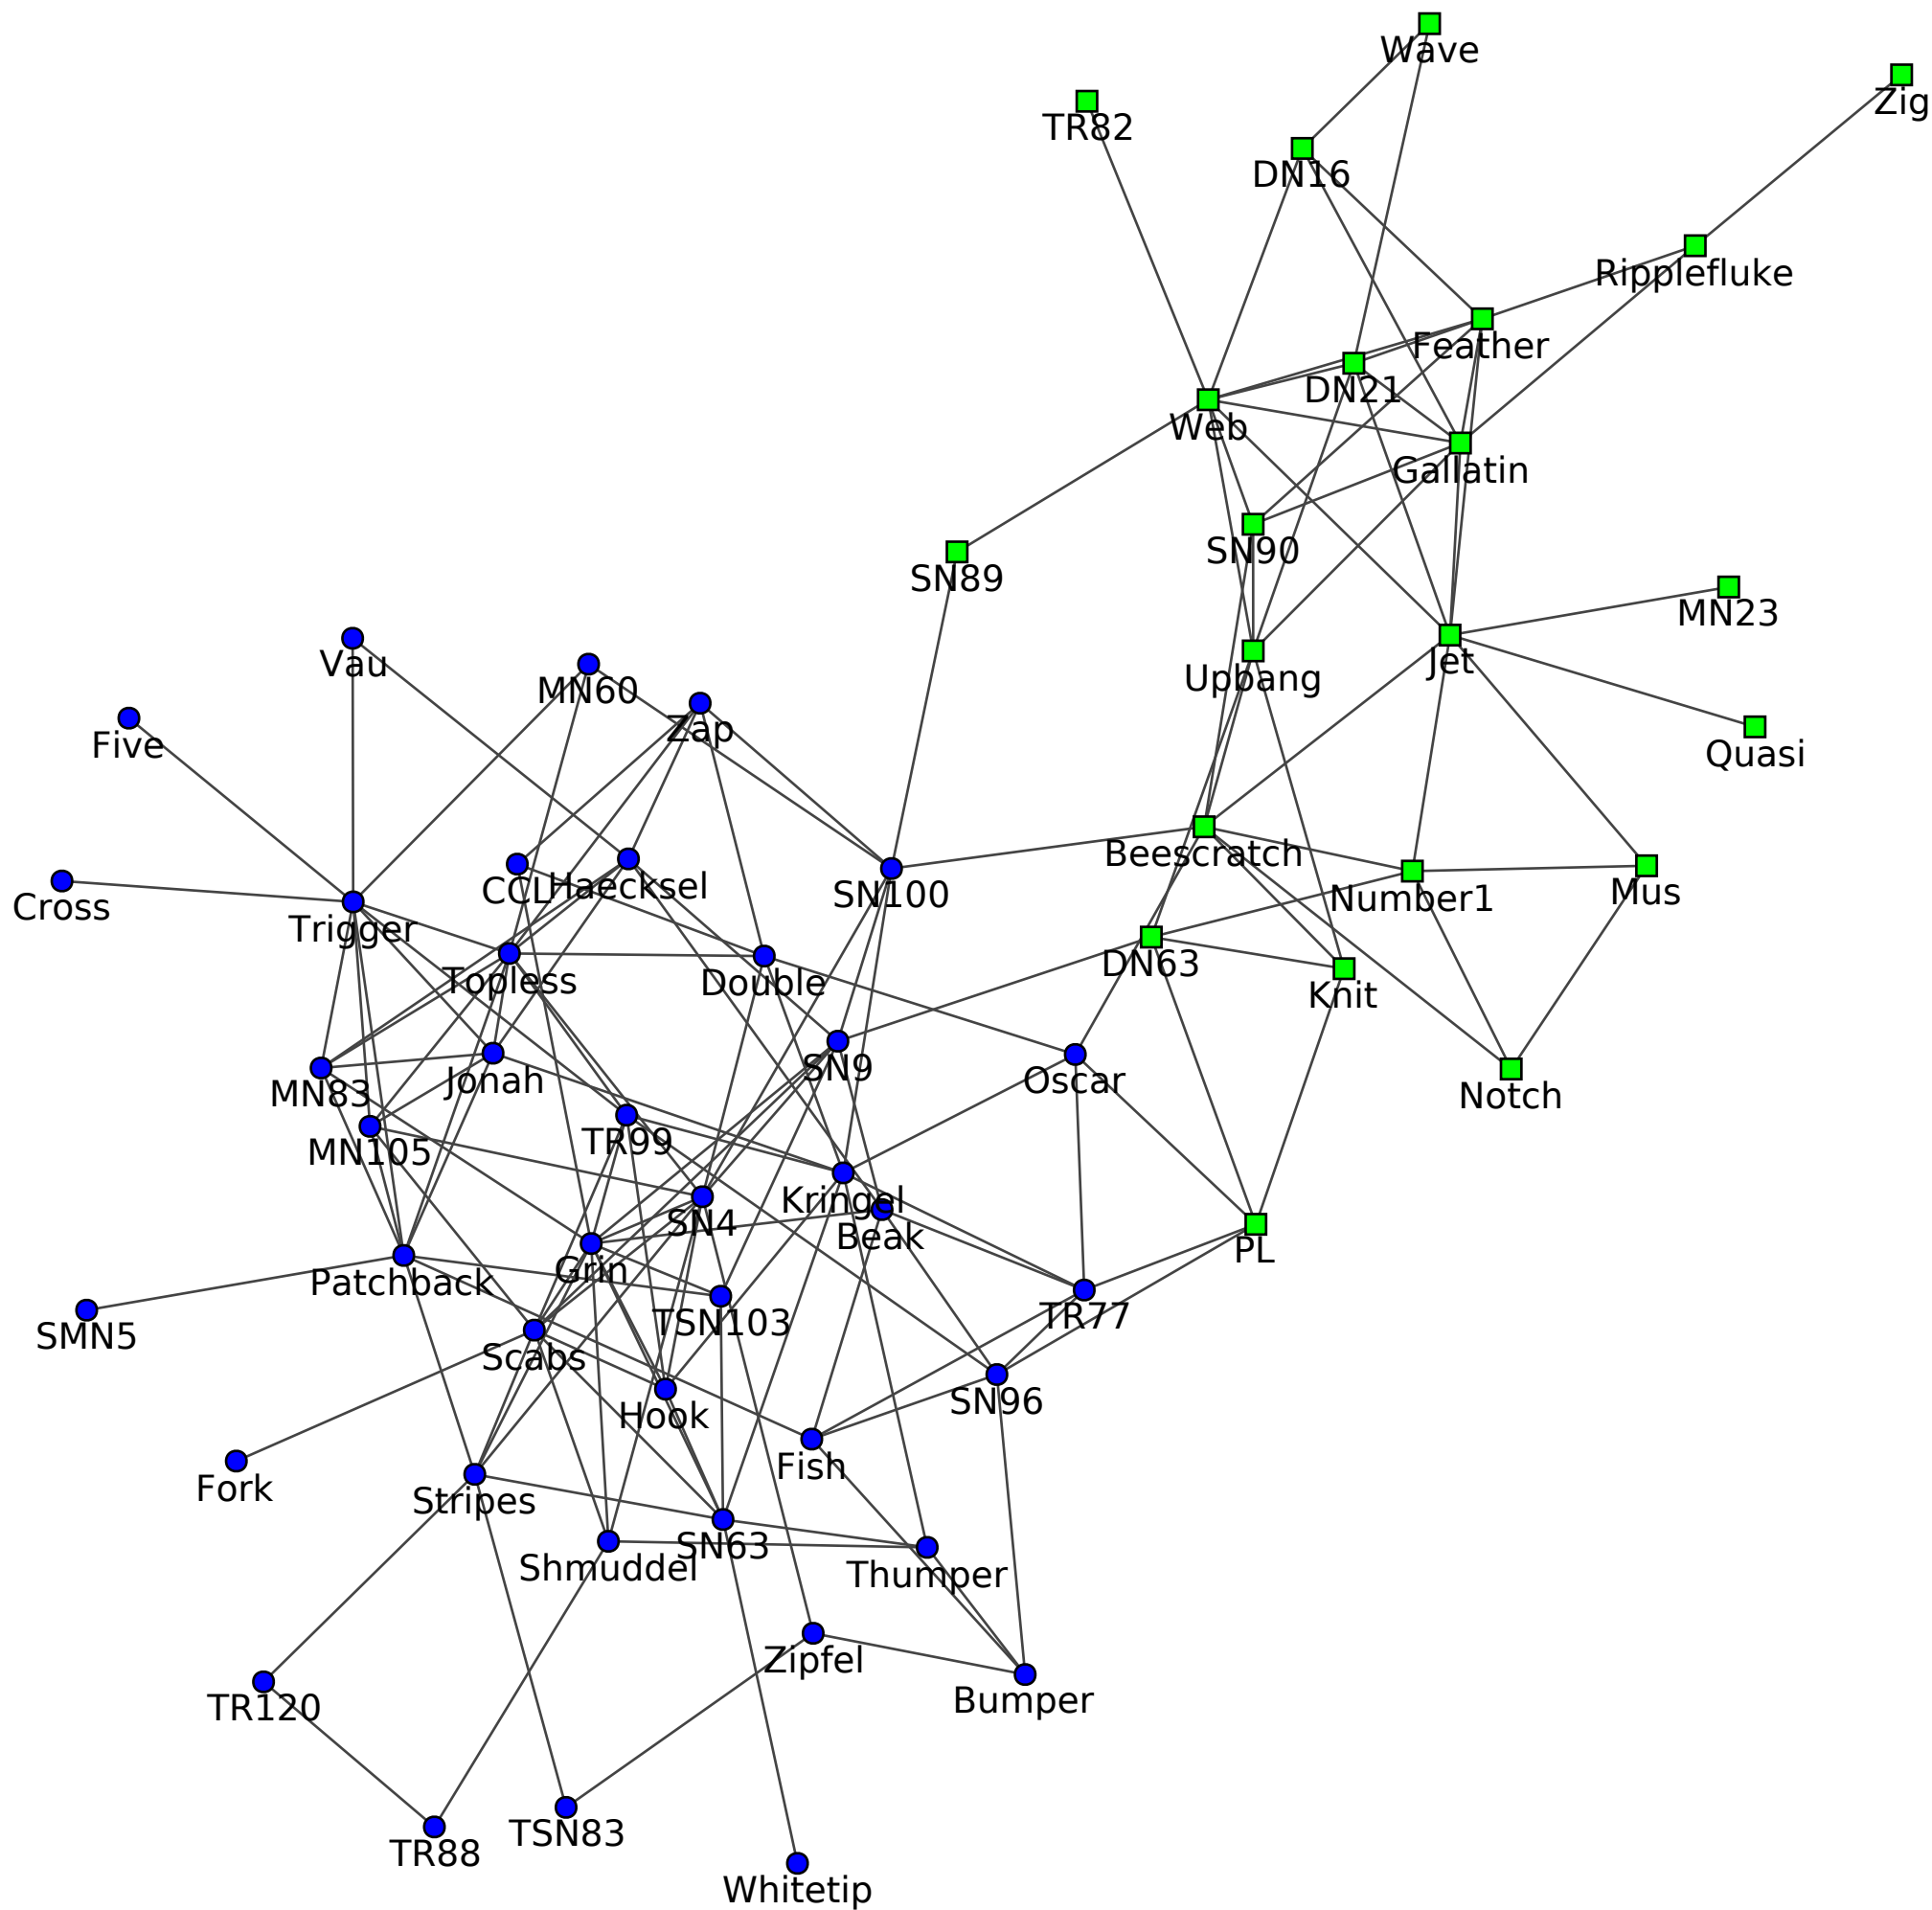 Wave
Zig
TR82
DN16
Ripplefluke
Feather
DN21
Web
Gallatin
SN90
SN89
MN23
Vau
Jet
Upbang
MN60
Zap
Five
Quasi
Beescratch
CCL
Haecksel
SN100
Number1
Mus
Cross
Trigger
DN63
Topless
Double
Knit
SN9
Oscar
MN83
Jonah
Notch
TR99
MN105
Kringel
SN4
Beak
PL
Grin
Patchback
TR77
TSN103
SMN5
Scabs
SN96
Hook
Fish
Fork
Stripes
SN63
Shmuddel
Thumper
Zipfel
Bumper
TR120
TSN83
TR88
Whitetip